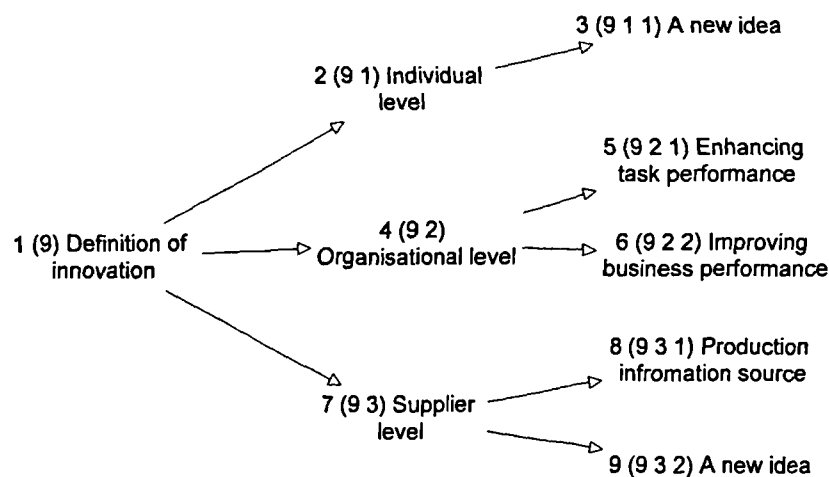 3 (9 1 1) A new idea
2 (9 1) Individual
level
5 (9 2 1) Enhancing
task performance
1 (9) Definition of
innovation
4 (9 2)
Organisational level
6 (9 2 2) Improving
business performance
8 (9 3 1) Production
infromation source
7 (9 3) Supplier
level
9 (9 3 2) A new idea